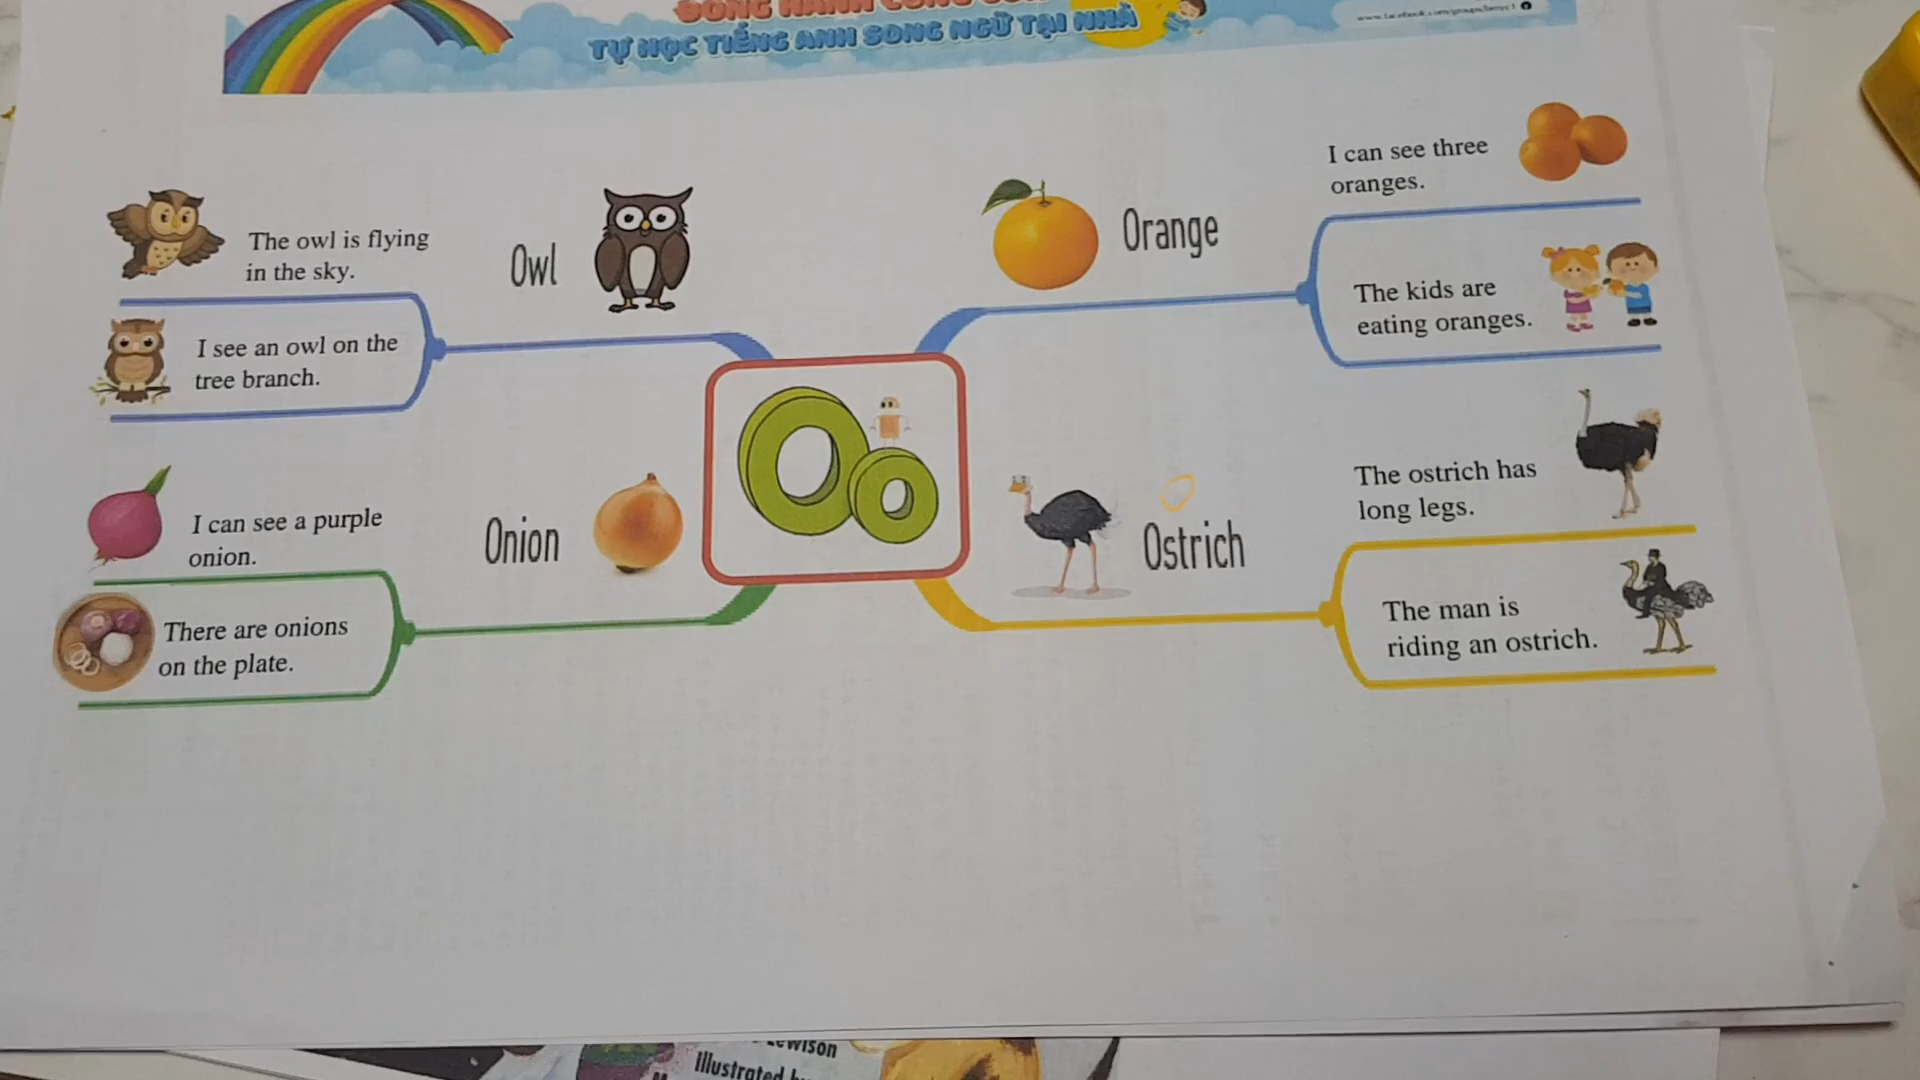 TỰ HỌC TIẾNG ANH SONG NGỮ TẠI NHÀ
The owl is flying
in the sky.
Owl
I see an owl on the
tree branch.
Orange
I can see three
oranges.
The kids are
eating oranges.
Oo
I can see a purple
onion.
Onion
There are onions
on the plate.
Ostrich
The ostrich has
long legs.
The man is
riding an ostrich.
Illustrated